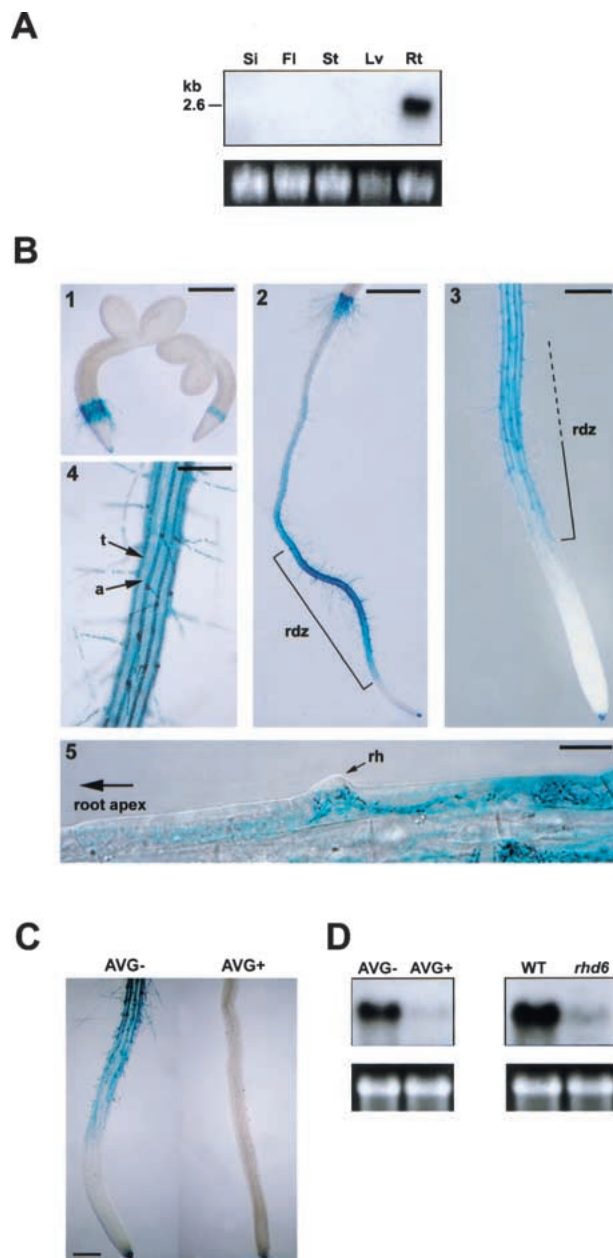 A
Si Fl St Lv Rt
kb
2.6
B
1
2
3
rdz
4
t
a
rdz
5
rh
root apex
C
AVG- AVG+
D
AVG- AVG+
WT rhd6